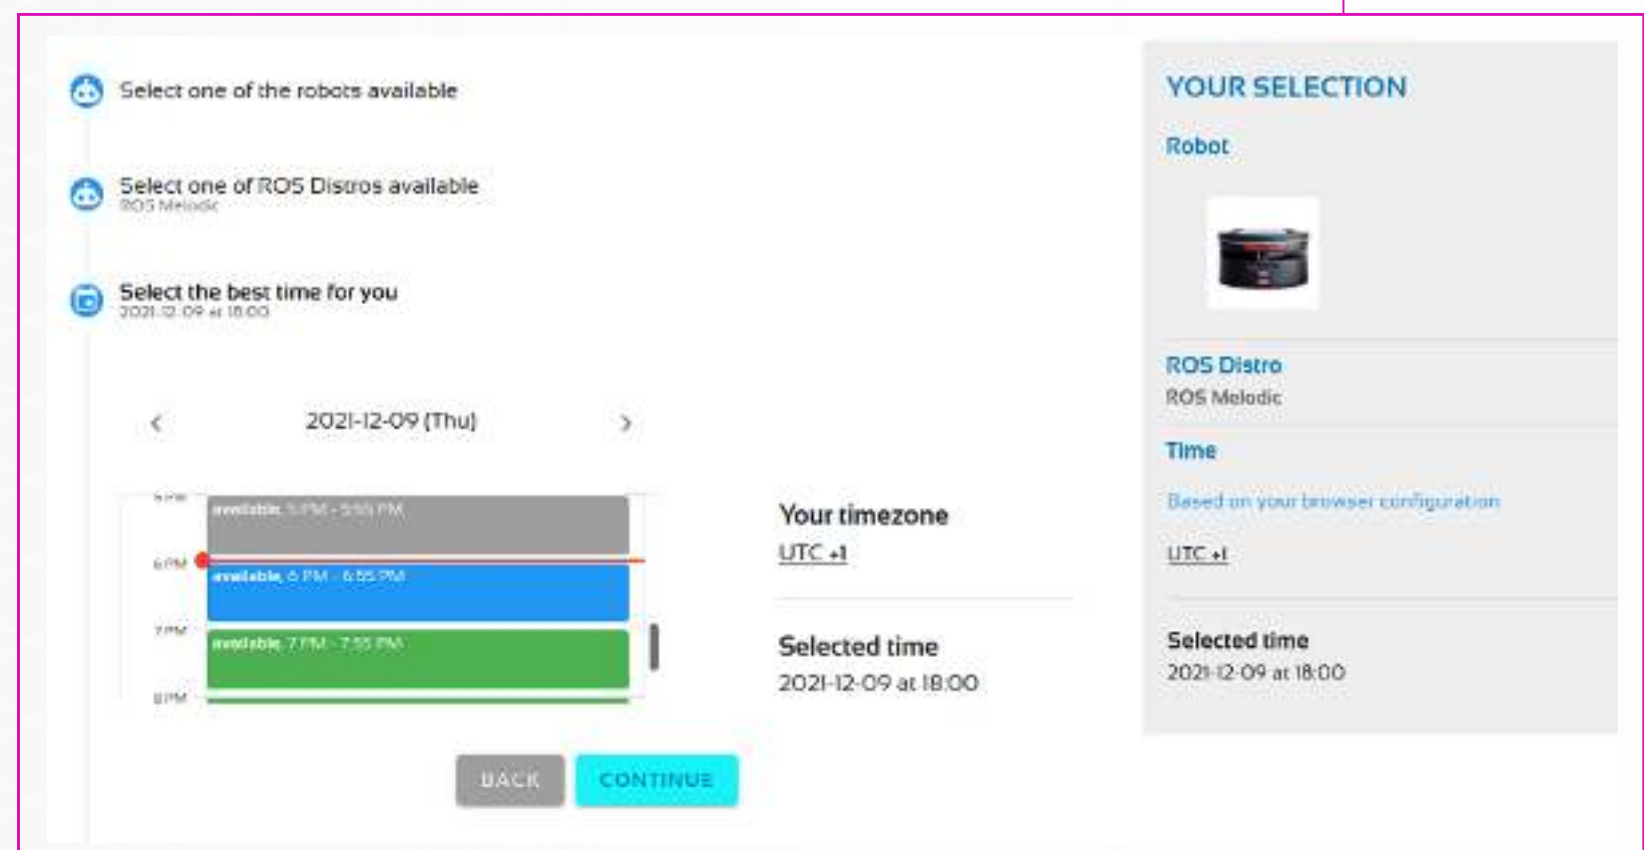 Select one of the robots available
Select one of ROS Distros available
ROS Melodic
Select the best time for you
2021-12-09 at 18:00
2021-12-09 (Thu)
5 PM
available, 5 PM - 5:55 PM
6 PM
available, 6 PM - 6:55 PM
7 PM
available, 7 PM - 7:55 PM
8 PM
Your timezone
UTC +1
Selected time
2021-12-09 at 18:00
BACK
CONTINUE
YOUR SELECTION
Robot
ROS Distro
ROS Melodic
Time
Based on your browser configuration
UTC +1
Selected time
2021-12-09 at 18:00